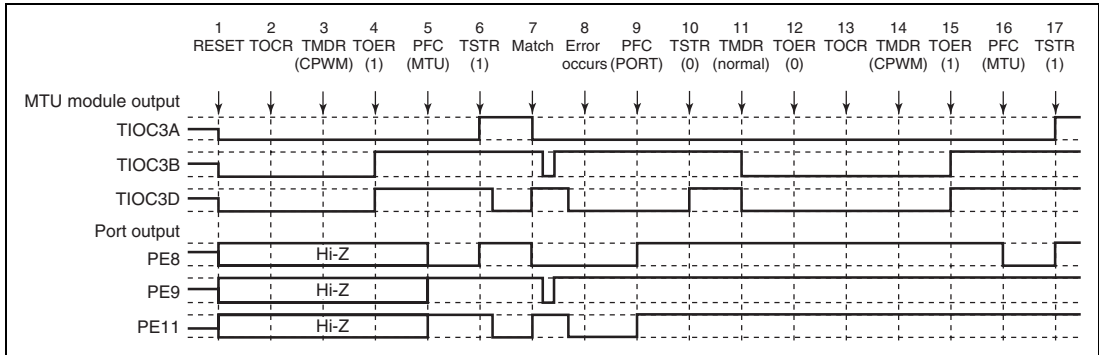 1 2 3 4 5 6 7 8 9 10 11 12 13 14 15 16 17
RESET TOCR TMDR TOER PFC TSTR Match Error PFC TSTR TMDR TOER TOCR TMDR TOER PFC TSTR
(CPWM) (1) (MTU) (1) occurs (PORT) (0) (normal) (0) (CPWM) (1) (MTU) (1)
MTU module output
TIOC3A
TIOC3B
TIOC3D
Port output
PE8 Hi-Z
PE9 Hi-Z
PE11 Hi-Z